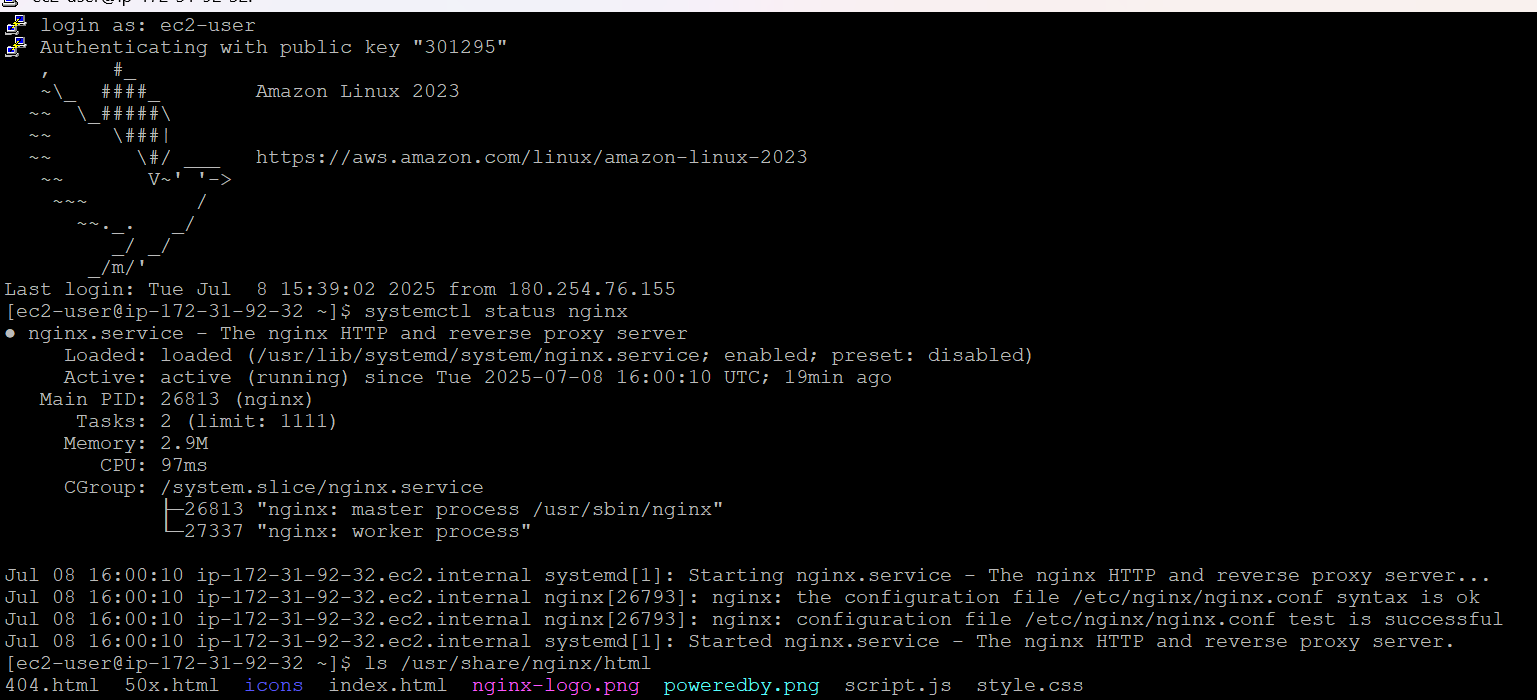 login as: ec2-user
Authenticating with public key "301295"
   ,     #_
   ~\_  ####_        Amazon Linux 2023
  ~~  \_#####\
  ~~     \###|
  ~~       \#/ ___   https://aws.amazon.com/linux/amazon-linux-2023
   ~~       V~' '->
    ~~~         /
      ~~._.   _/
         _/ _/
       _/m/'
Last login: Tue Jul  8 15:39:02 2025 from 180.254.76.155
[ec2-user@ip-172-31-92-32 ~]$ systemctl status nginx
● nginx.service - The nginx HTTP and reverse proxy server
     Loaded: loaded (/usr/lib/systemd/system/nginx.service; enabled; preset: disabled)
     Active: active (running) since Tue 2025-07-08 16:00:10 UTC; 19min ago
   Main PID: 26813 (nginx)
      Tasks: 2 (limit: 1111)
     Memory: 2.9M
        CPU: 97ms
     CGroup: /system.slice/nginx.service
             ├─26813 "nginx: master process /usr/sbin/nginx"
             └─27337 "nginx: worker process"

Jul 08 16:00:10 ip-172-31-92-32.ec2.internal systemd[1]: Starting nginx.service - The nginx HTTP and reverse proxy server...
Jul 08 16:00:10 ip-172-31-92-32.ec2.internal nginx[26793]: nginx: the configuration file /etc/nginx/nginx.conf syntax is ok
Jul 08 16:00:10 ip-172-31-92-32.ec2.internal nginx[26793]: nginx: configuration file /etc/nginx/nginx.conf test is successful
Jul 08 16:00:10 ip-172-31-92-32.ec2.internal systemd[1]: Started nginx.service - The nginx HTTP and reverse proxy server.
[ec2-user@ip-172-31-92-32 ~]$ ls /usr/share/nginx/html
404.html  50x.html  icons  index.html  nginx-logo.png  poweredby.png  script.js  style.css